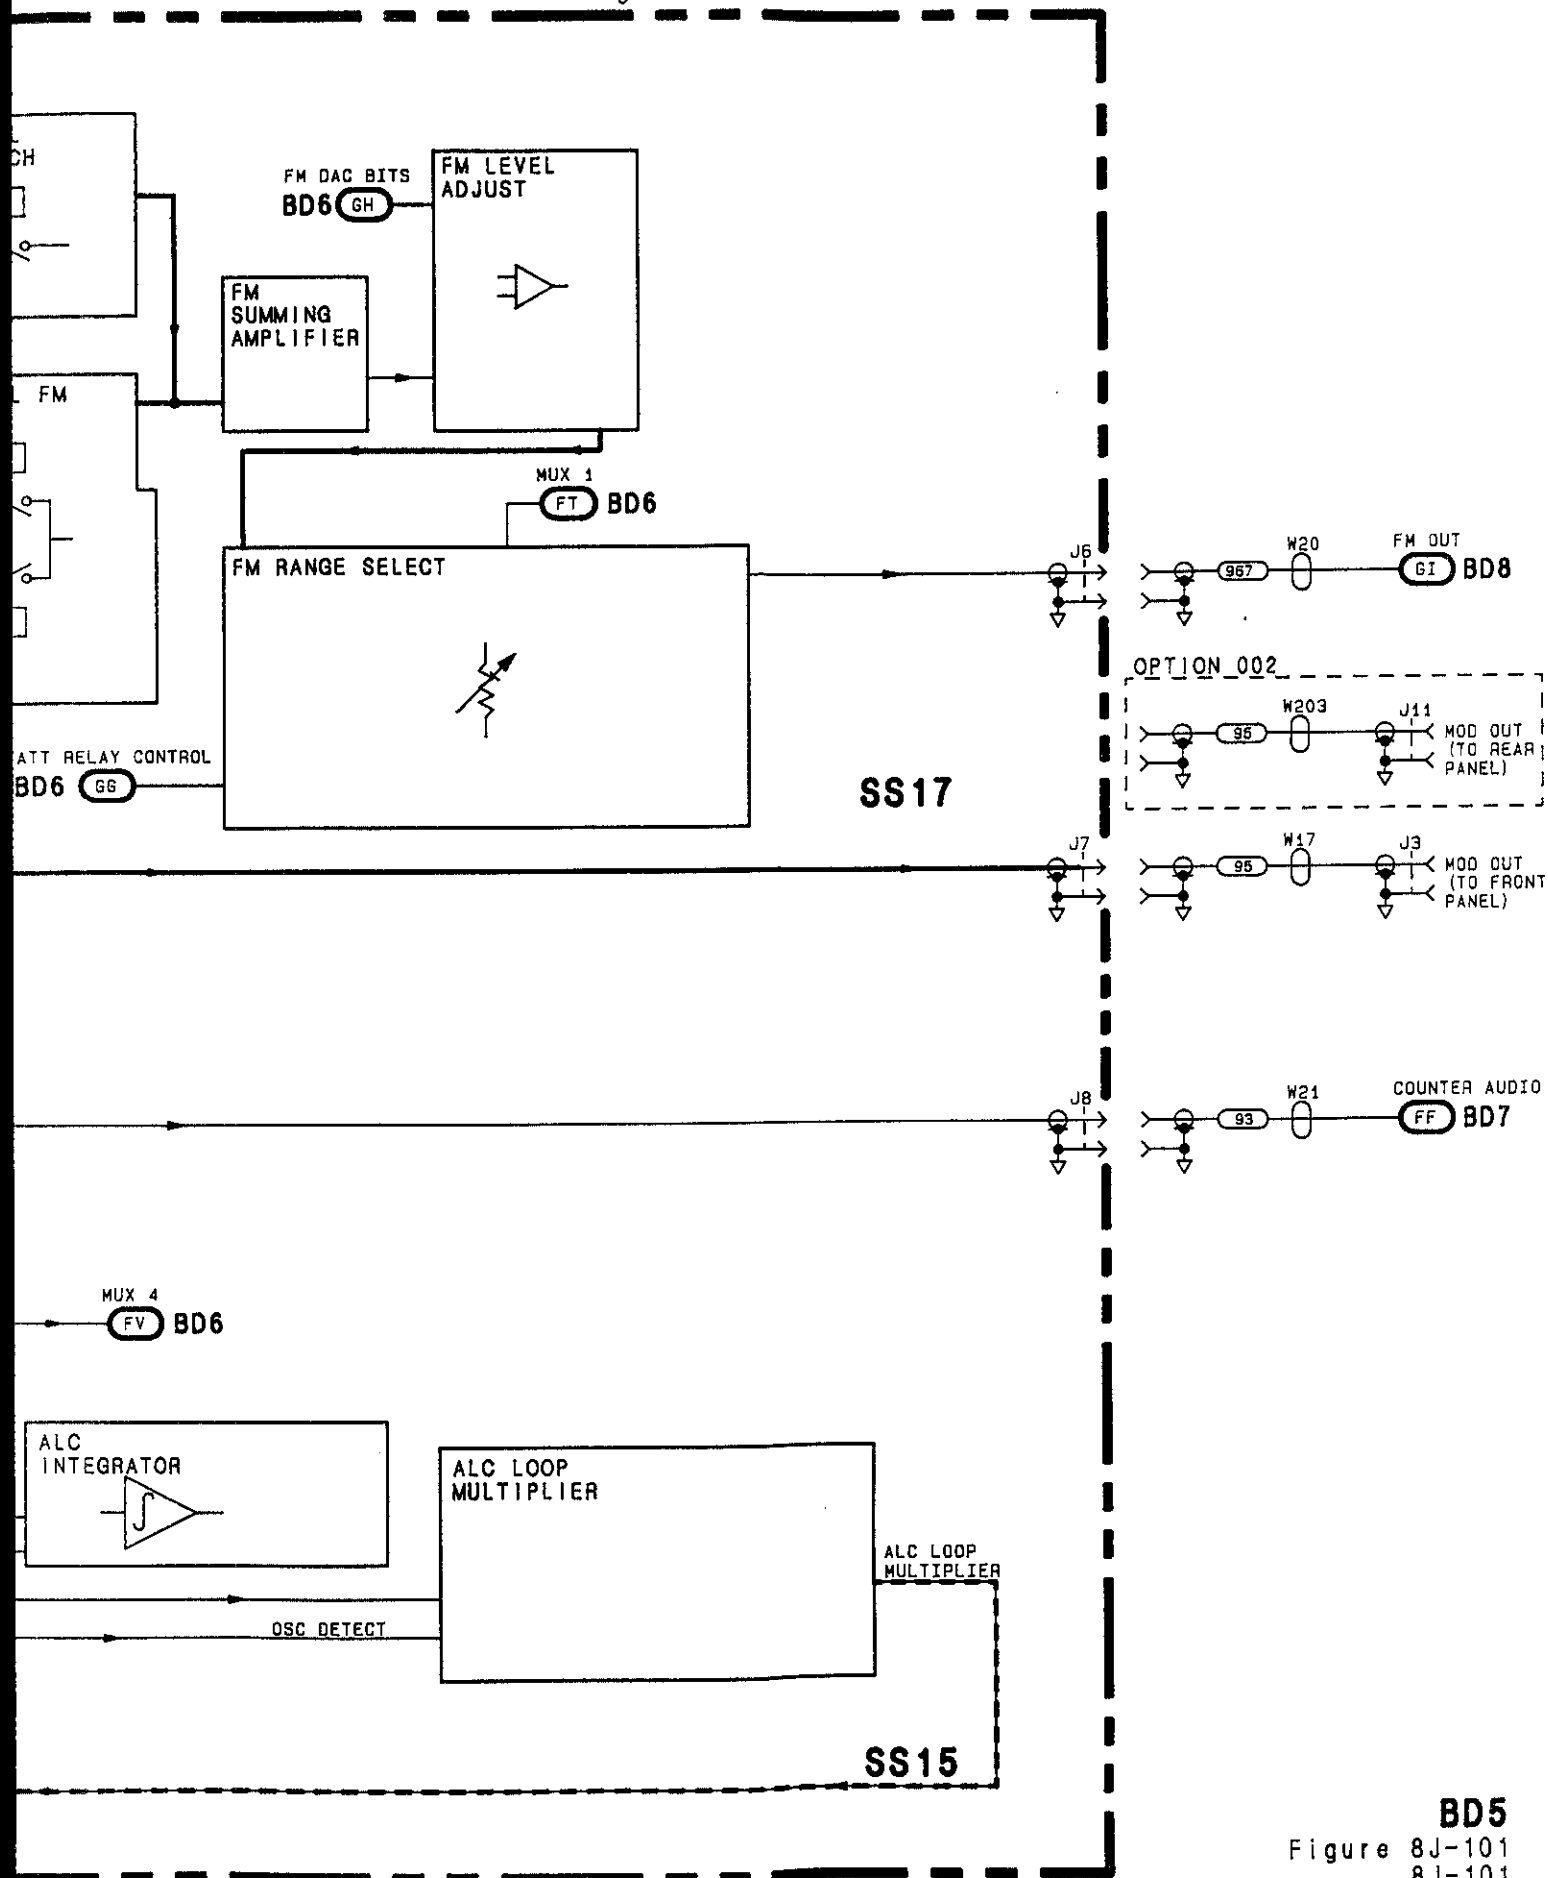 CH
FM DAC BITS
BD6 GH
FM LEVEL
ADJUST
FM
SUMMING
AMPLIFIER
FM
MUX 1
FT BD6
FM RANGE SELECT
J6
967
W20
FM OUT
GI BD8
OPTION 002
95
W203
J11
MOD OUT
(TO REAR
PANEL)
ATT RELAY CONTROL
BD6 GG
SS17
J7
95
W17
J3
MOD OUT
(TO FRONT
PANEL)
J8
93
W21
COUNTER AUDIO
FF BD7
MUX 4
FV BD6
ALC
INTEGRATOR
ALC LOOP
MULTIPLIER
ALC LOOP
MULTIPLIER
OSC DETECT
SS15
BD5
Figure 8J-101
8J-101